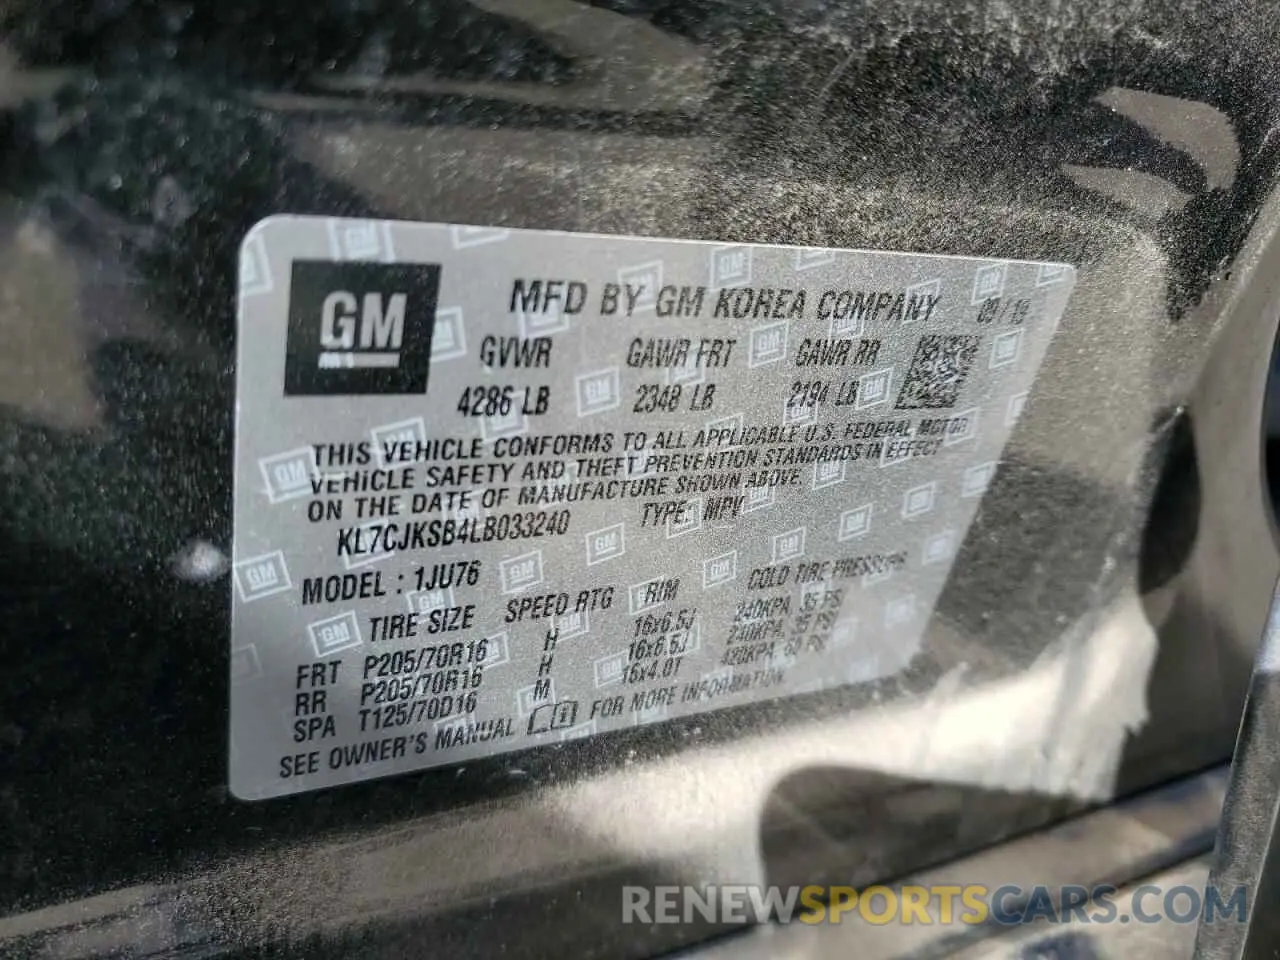 GM
MFD BY GM KOREA COMPANY 09/19
GVWR GAWR FRT GAWR RR
4286 LB 2348 LB 2194 LB
THIS VEHICLE CONFORMS TO ALL APPLICABLE U.S. FEDERAL MOTOR
VEHICLE SAFETY AND THEFT PREVENTION STANDARDS IN EFFECT
ON THE DATE OF MANUFACTURE SHOWN ABOVE.
KL7CJKSB4LB033240 TYPE: MPV
MODEL : 1JU76
TIRE SIZE SPEED RTG RIM COLD TIRE PRESSURE
FRT P205/70R16 H 16x6.5J 240KPA, 35 PSI
RR P205/70R16 H 16x6.5J 240KPA, 35 PSI
SPA T125/70D16 M 16x4.0T 420KPA, 60 PSI
SEE OWNER'S MANUAL FOR MORE INFORMATION.
RENEWSPORTSCARS.COM